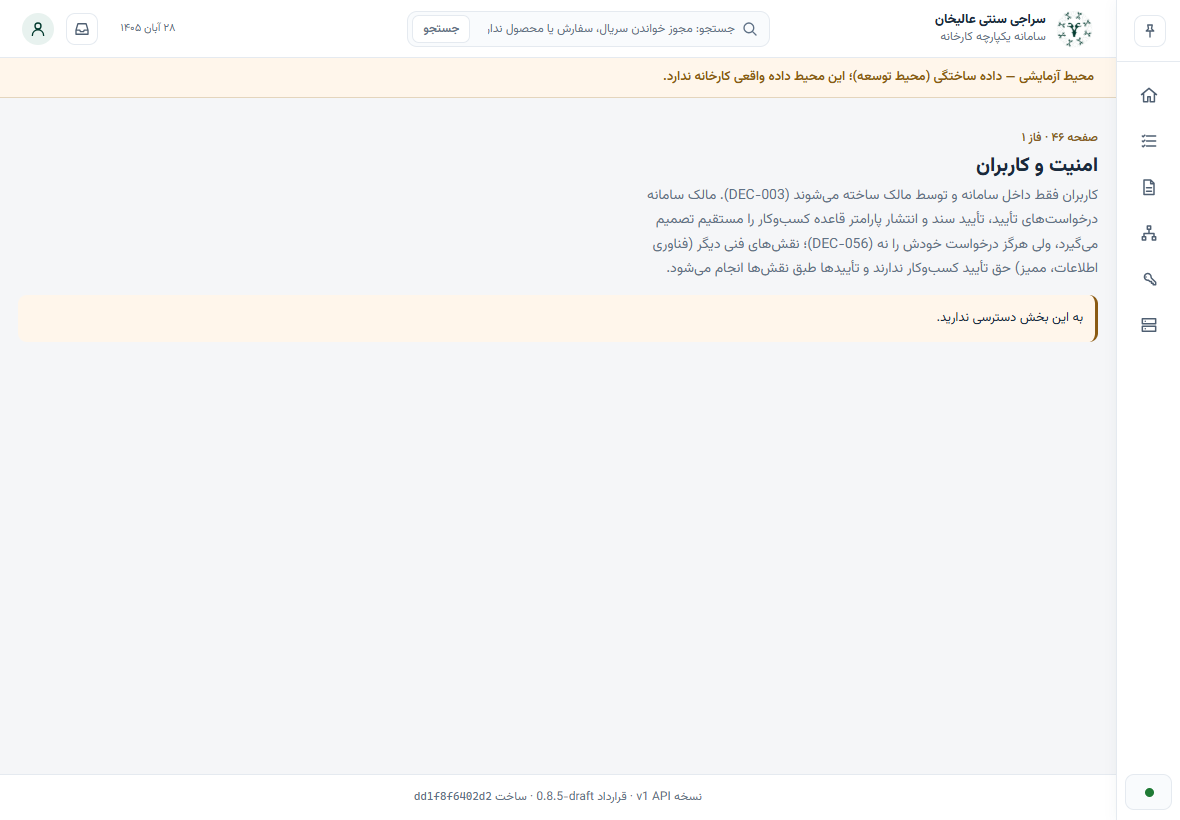 سراجی سنتی عالیخان
سامانه یکپارچه کارخانه
جستجو: مجوز خواندن سریال، سفارش یا محصول ندار
جستجو
۲۸ آبان ۱۴۰۵
محیط آزمایشی — داده ساختگی (محیط توسعه)؛ این محیط داده واقعی کارخانه ندارد.
صفحه ۴۶ · فاز ۱
امنیت و کاربران
کاربران فقط داخل سامانه و توسط مالک ساخته می‌شوند (DEC-003). مالک سامانه
درخواست‌های تأیید، تأیید سند و انتشار پارامتر قاعده کسب‌وکار را مستقیم تصمیم
می‌گیرد، ولی هرگز درخواست خودش را نه (DEC-056)؛ نقش‌های فنی دیگر (فناوری
اطلاعات، ممیز) حق تأیید کسب‌وکار ندارند و تأییدها طبق نقش‌ها انجام می‌شود.
به این بخش دسترسی ندارید.
نسخه API v1 · قرارداد 0.8.5-draft · ساخت dd1f8f6402d2